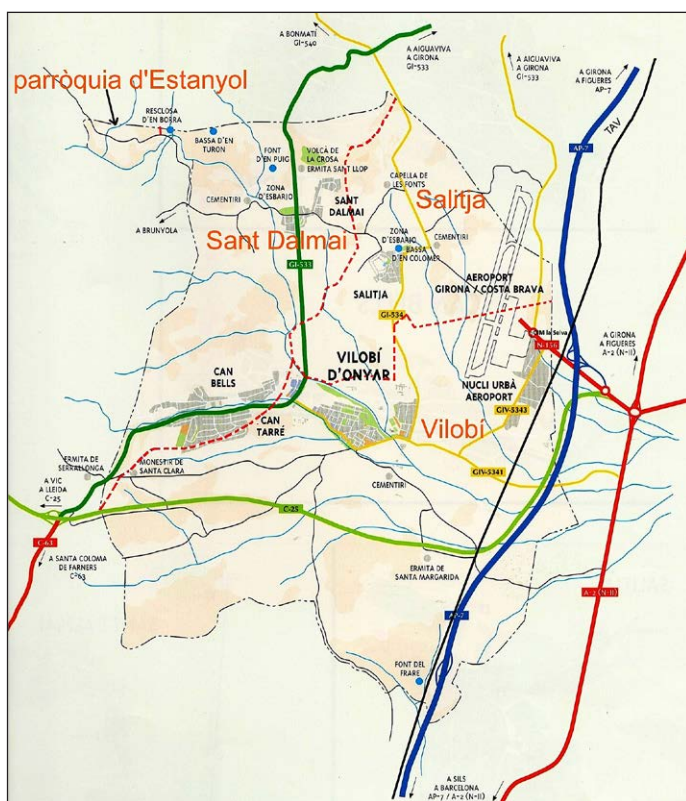 A BONMATÍ
GI-540
A AIGUAVIVA
A GIRONA
GI-533
A AIGUAVIVA
A GIRONA
GI-533
A GIRONA
A FIGUERES
AP-7
parròquia d'Estanyol
RESCLOSA
D'EN BORRA
BASSA D'EN
TURON
FONT
D'EN PUIG
VOLCÀ DE
LA CROSA
ERMITA SANT LLOP
TAV
AP-7
CEMENTIRI
ZONA
D'ESBARJO
SANT
DALMAI
CAPELLA DE
LES FONTS
Salitja
A BRUNYOLA
Sant Dalmai
ZONA
D'ESBARJO
BASSA
D'EN COLOMER
CEMENTIRI
GI-533
SALITJA
AEROPORT
GIRONA / COSTA BRAVA
GI-534
CIM la Selva
N-156
A GIRONA
A FIGUERES
A-2 (N-II)
VILOBÍ
D'ONYAR
CAN
BELLS
NUCLI URBÀ
AEROPORT
GIV-5343
CAN
TARRÉ
Vilobí
ERMITA DE
SERRALLONGA
MONESTIR DE
SANTA CLARA
CEMENTIRI
GIV-5341
A VIC
A LLEIDA
C-25
C-25
C-63
A SANTA COLOMA
DE FARNERS
C-63
ERMITA DE
SANTA MARGARIDA
A-2 (N-II)
AP-7
FONT DEL
FRARE
A SILS
A BARCELONA
AP-7 / A-2 (N-II)